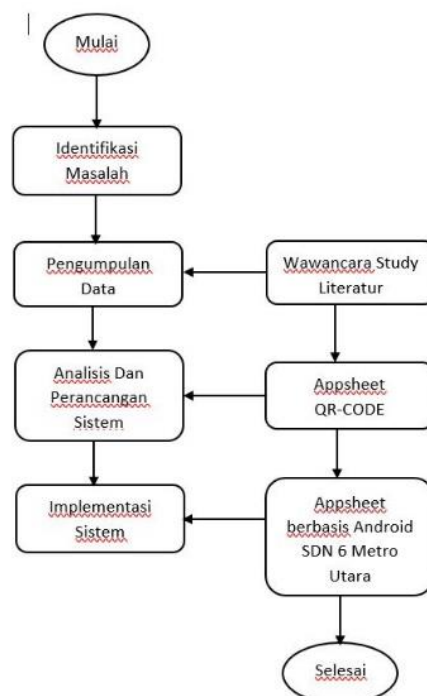 Mulai
Identifikasi
Masalah
Pengumpulan
Data
Wawancara Study
Literatur
Analisis Dan
Perancangan
Sistem
Appsheet
QR-CODE
Implementasi
Sistem
Appsheet
berbasis Android
SDN 6 Metro
Utara
Selesai